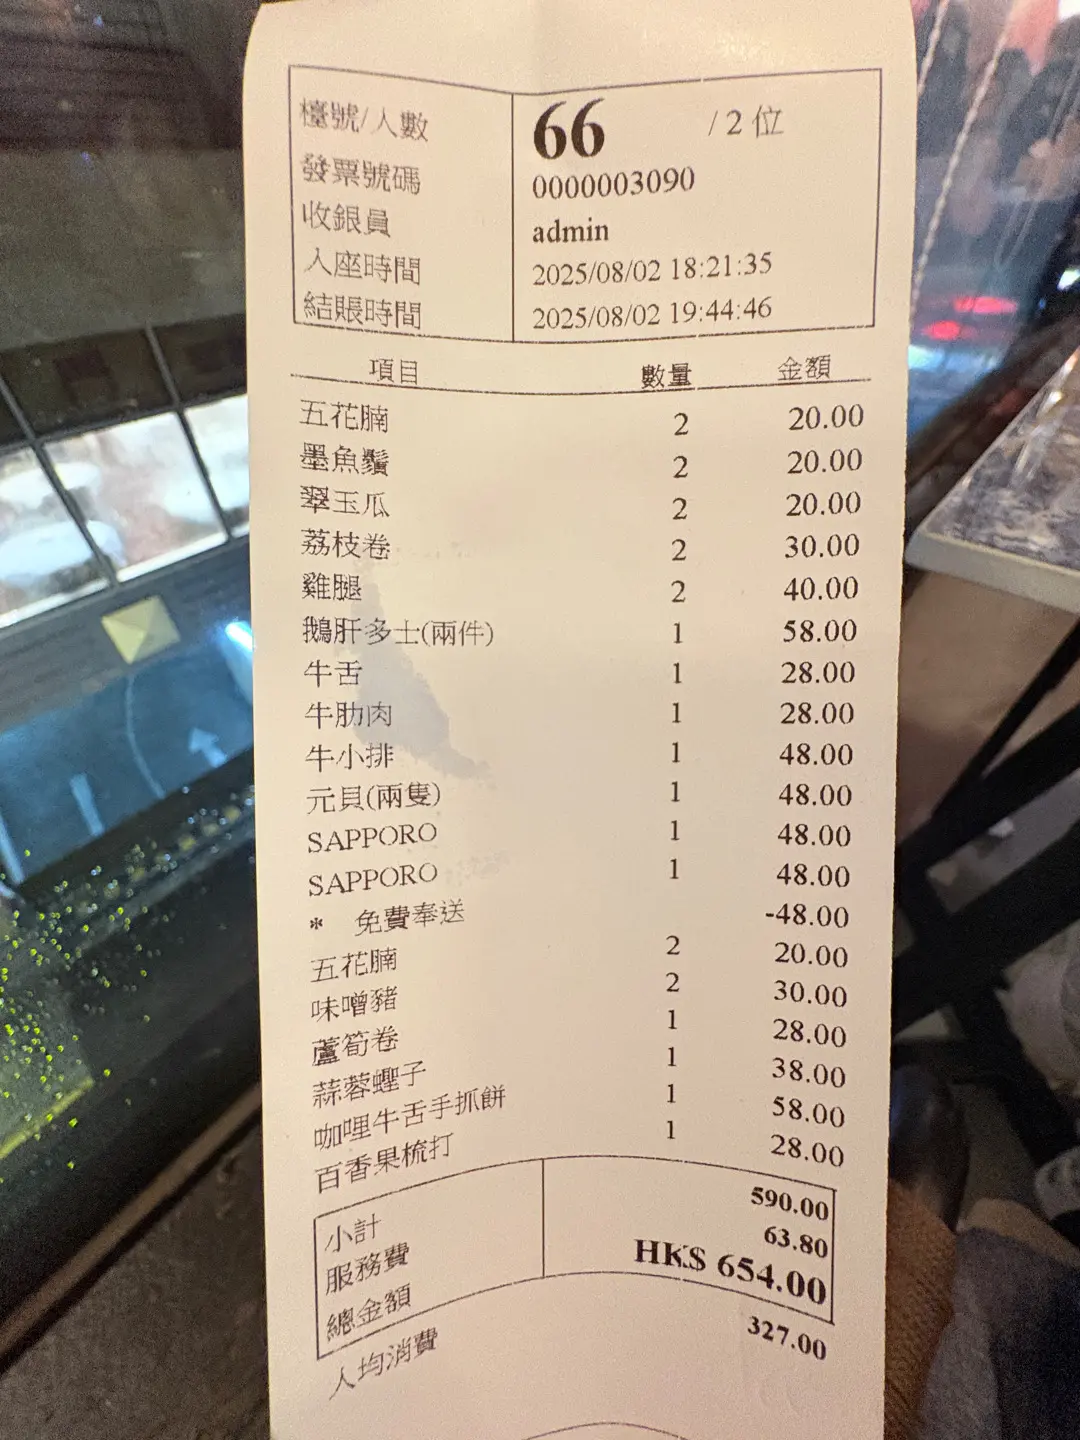 檯號/人數 66 /2 位
發票號碼 0000003090
收銀員 admin
入座時間 2025/08/02 18:21:35
結賬時間 2025/08/02 19:44:46
項目 數量 金額
五花腩 2 20.00
墨魚鬚 2 20.00
翠玉瓜 2 20.00
荔枝卷 2 30.00
雞腿 2 40.00
鵝肝多士(兩件) 1 58.00
牛舌 1 28.00
牛肋肉 1 28.00
牛小排 1 48.00
元貝(兩隻) 1 48.00
SAPPORO 1 48.00
SAPPORO 1 48.00
* 免費奉送 -48.00
五花腩 2 20.00
味噌豬 2 30.00
蘆筍卷 1 28.00
蒜蓉蟶子 1 38.00
咖哩牛舌手抓餅 1 58.00
百香果梳打 1 28.00
小計 590.00
服務費 63.80
總金額 HK$ 654.00
人均消費 327.00